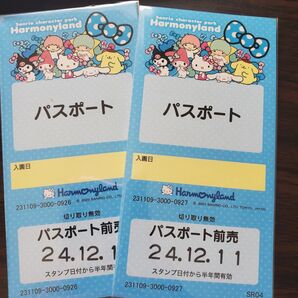 Sanrio character park
Harmonyland
パスポート
入園日
Harmonyland
231109-3000-0926
切り取り無効
パスポート前売
24.12.1
スタンプ日付から半年間有効
231109-3000-0926
Sanrio character park
Harmonyland
パスポート
入園日
Harmonyland
231109-3000-0927
切り取り無効
パスポート前売
24.12.11
スタンプ日付から半年間有効
231109-3000-0927
SR04